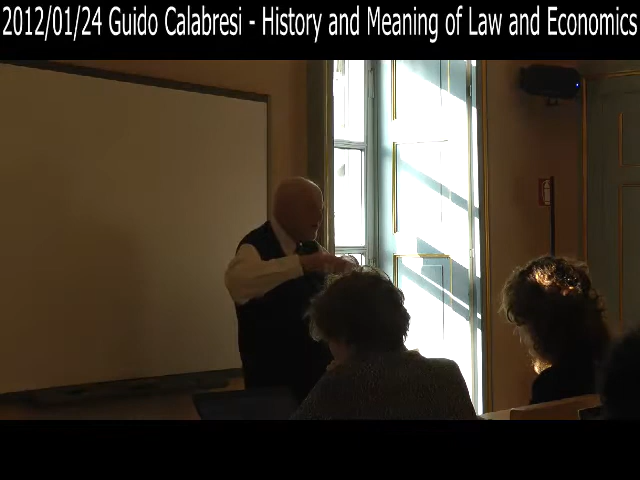 2012/01/24 Guido Calabresi - History and Meaning of Law and Economics